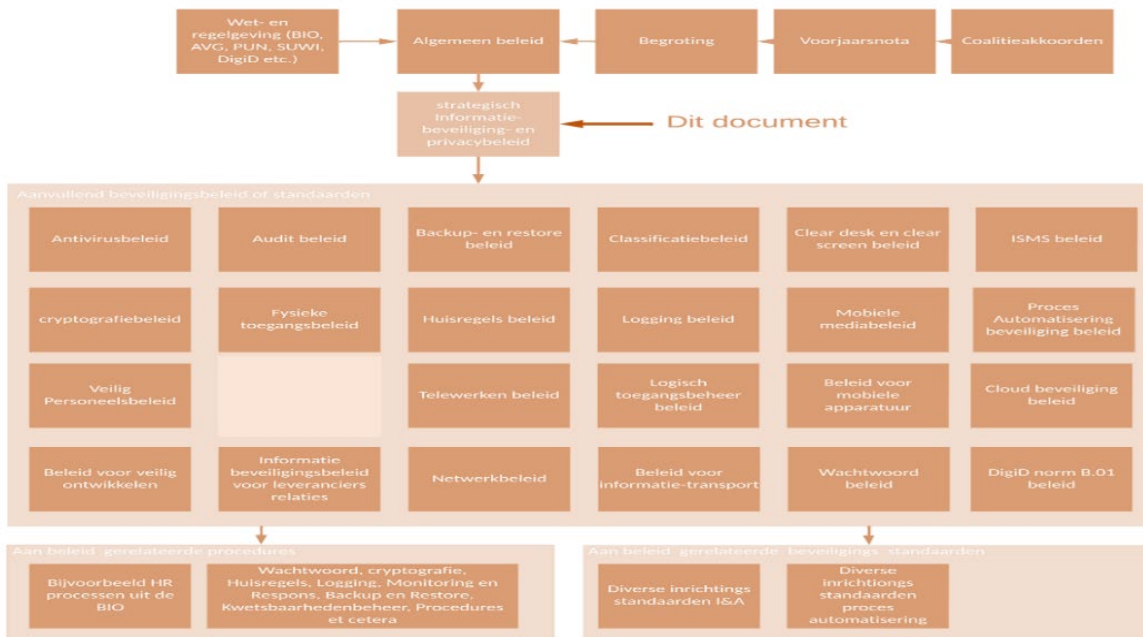 Wet- en
regelgeving (BIO,
AVG, PUN, SUWI,
DigiD etc.)
Algemeen beleid
Begroting
Voorjaarsnota
Coalitieakkoorden
strategisch
Informatie-
beveiliging- en
privacybeleid
Dit document
Aanvullend beveiligingsbeleid of standaarden
Antivirusbeleid
Audit beleid
Backup- en restore
beleid
Classificatiebeleid
Clear desk en clear
screen beleid
ISMS beleid
cryptografiebeleid
Fysieke
toegangsbeleid
Huisregels beleid
Logging beleid
Mobiele
mediabeleid
Proces
Automatisering
beveiliging beleid
Veilig
Personeelsbeleid
Telewerken beleid
Logisch
toegangsbeheer
beleid
Beleid voor
mobiele
apparatuur
Cloud beveiliging
beleid
Beleid voor veilig
ontwikkelen
Informatie
beveiligingsbeleid
voor leveranciers
relaties
Netwerkbeleid
Beleid voor
informatie-transport
Wachtwoord
beleid
DigiD norm B.01
beleid
Aan beleid gerelateerde procedures
Bijvoorbeeld HR
processen uit de
BIO
Wachtwoord, cryptografie,
Huisregels, Logging, Monitoring en
Respons, Backup en Restore,
Kwetsbaarhedenbeheer, Procedures
et cetera
Aan beleid gerelateerde beveiligings standaarden
Diverse inrichtings
standaarden I&A
Diverse
inrichtiongs
standaarden
proces
automatisering